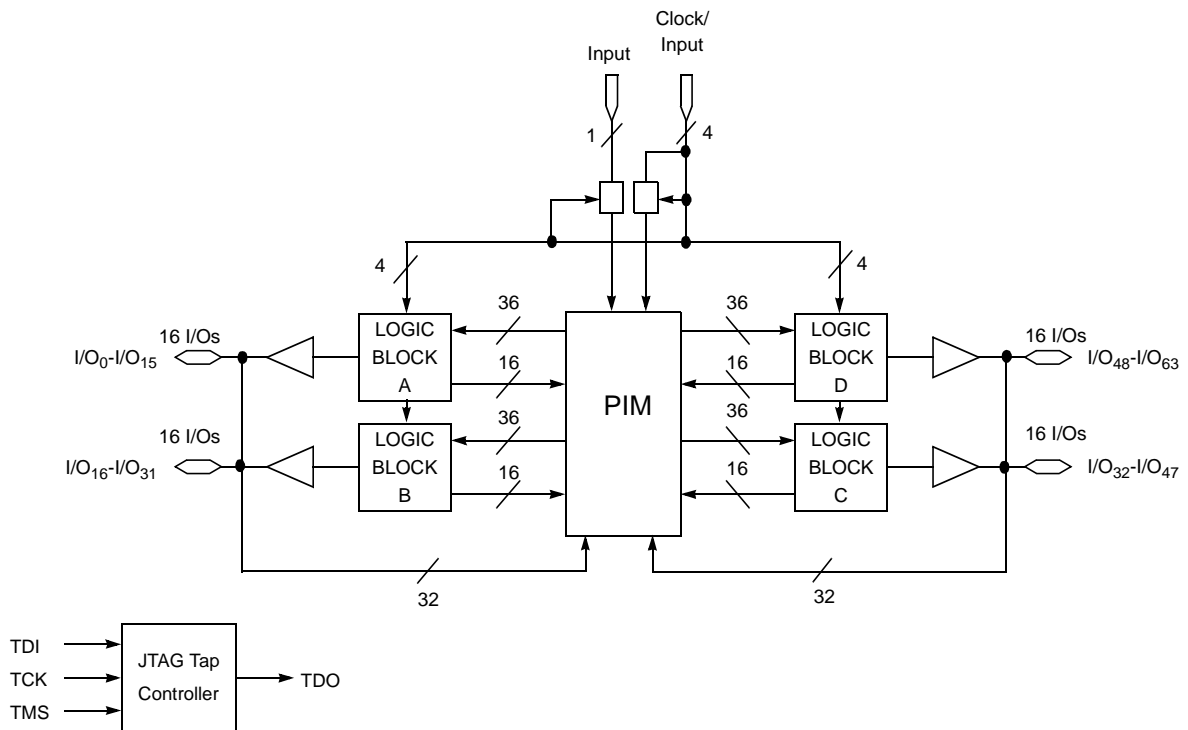 Clock/
Input
Input
1
4
4
4
36
36
16 I/Os
LOGIC
BLOCK
A
I/O0-I/O15
16
PIM
LOGIC
BLOCK
D
16
16 I/Os
I/O48-I/O63
36
36
16 I/Os
LOGIC
BLOCK
B
I/O16-I/O31
16
LOGIC
BLOCK
C
16
16 I/Os
I/O32-I/O47
32
32
TDI
TCK
TMS
JTAG Tap
Controller
TDO